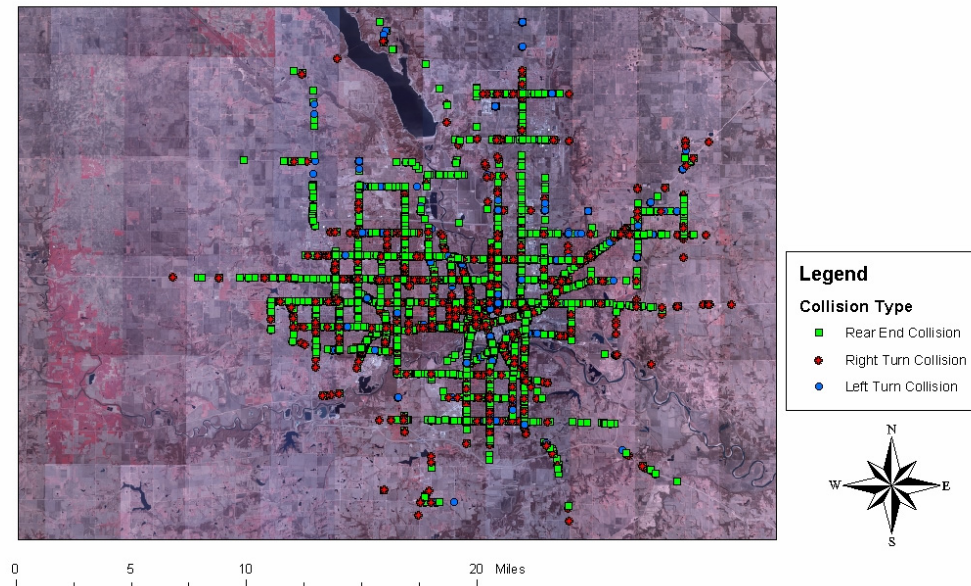 Legend
Collision Type
Rear End Collision
Right Turn Collision
Left Turn Collision
N
W E
S
0 5 10 20 Miles